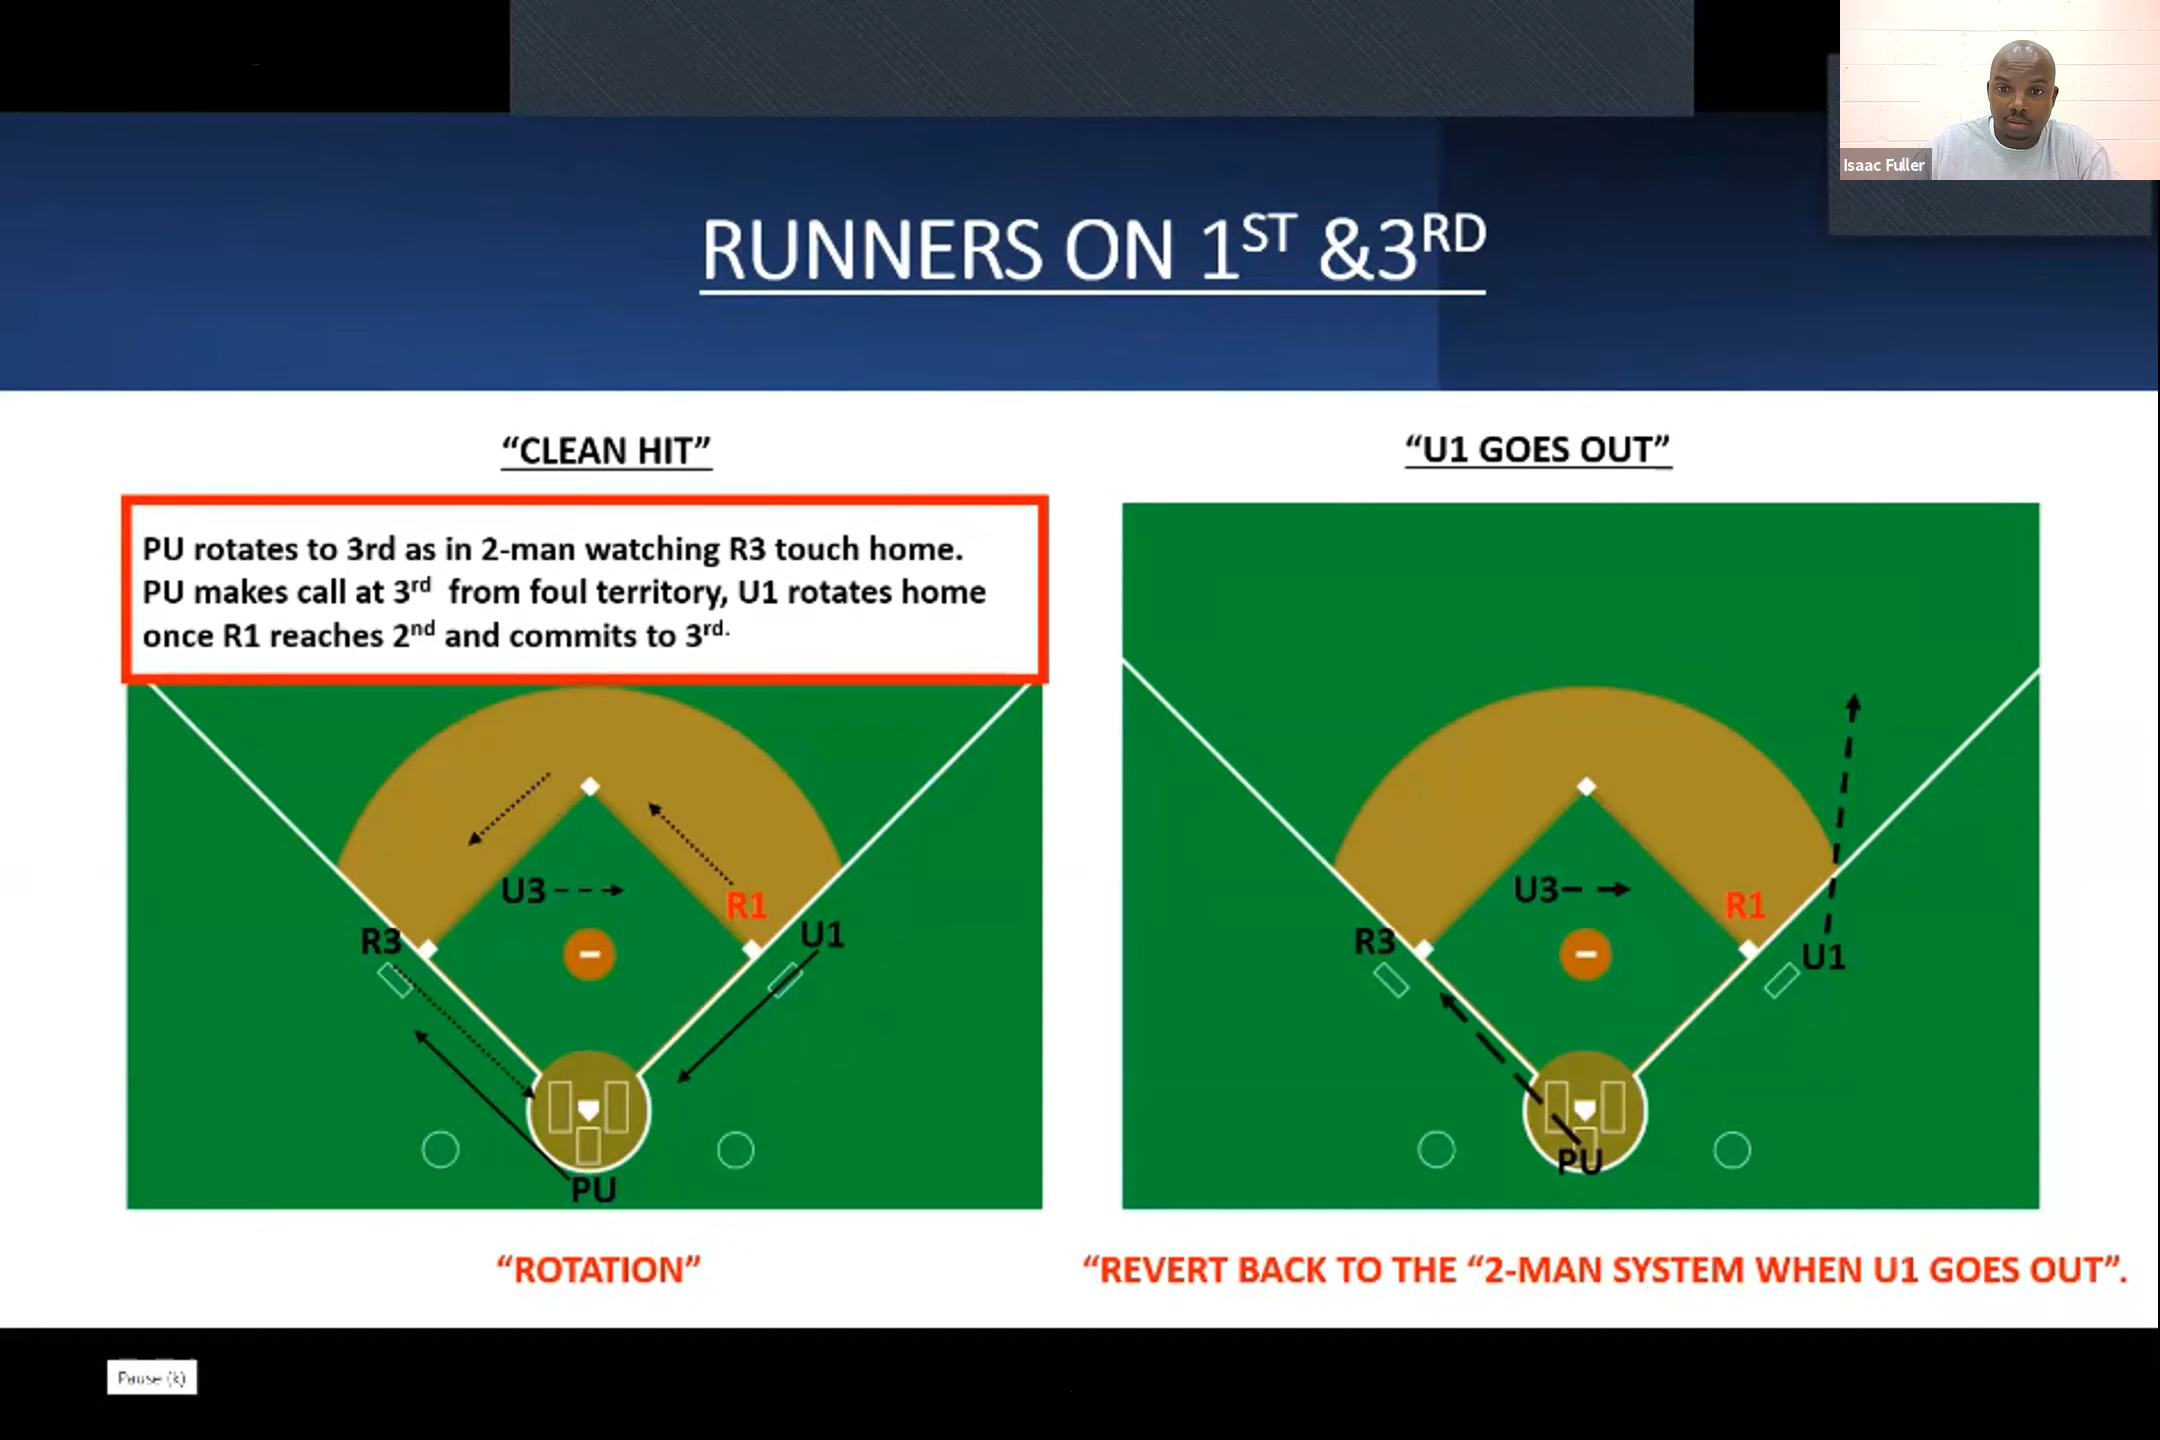 Isaac Fuller
RUNNERS ON 1ST &3RD
“CLEAN HIT”
PU rotates to 3rd as in 2-man watching R3 touch home.
PU makes call at 3rd from foul territory, U1 rotates home
once R1 reaches 2nd and commits to 3rd.
U3
R1
R3
U1
PU
“ROTATION”
“U1 GOES OUT”
U3
R1
R3
U1
PU
“REVERT BACK TO THE “2-MAN SYSTEM WHEN U1 GOES OUT”.
Pause (k)